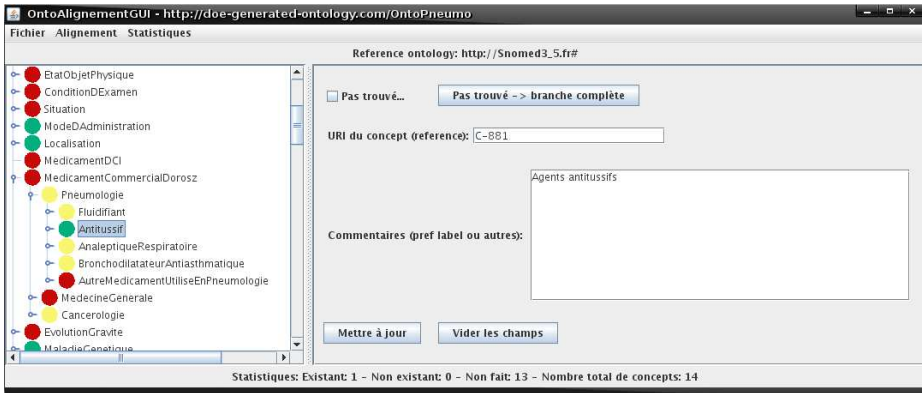 OntoAlignementGUI - http://doe-generated-ontology.com/OntoPneumo
Fichier Alignement Statistiques
Reference ontology: http://Snomed3_5.fr#
EtatObjetPhysique
ConditionDExamen
Situation
ModeDAdministration
Localisation
MedicamentDCI
MedicamentCommercialDorosz
Pneumologie
Fluidifiant
Antitussif
AnaleptiqueRespiratoire
BronchodilatateurAntiasthmatique
AutreMedicamentUtiliseEnPneumologie
MedecineGenerale
Cancerologie
EvolutionGravite
MaladieGenetique
Pas trouvé...
Pas trouvé -> branche complète
URI du concept (reference): C-881
Commentaires (pref label ou autres):
Agents antitussifs
Mettre à jour
Vider les champs
Statistiques: Existant: 1 - Non existant: 0 - Non fait: 13 - Nombre total de concepts: 14